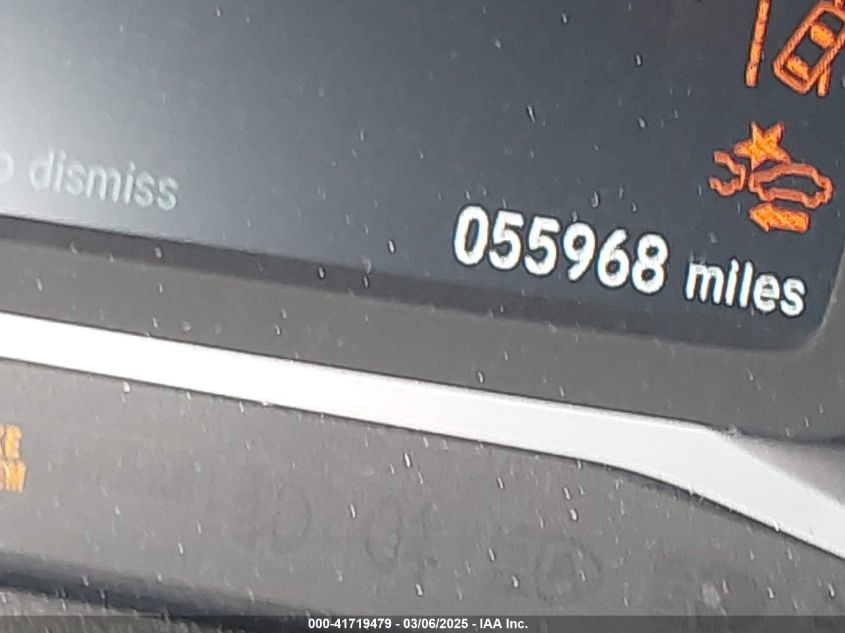 dismiss
055968 miles
000-41719479 - 03/06/2025 - IAA Inc.